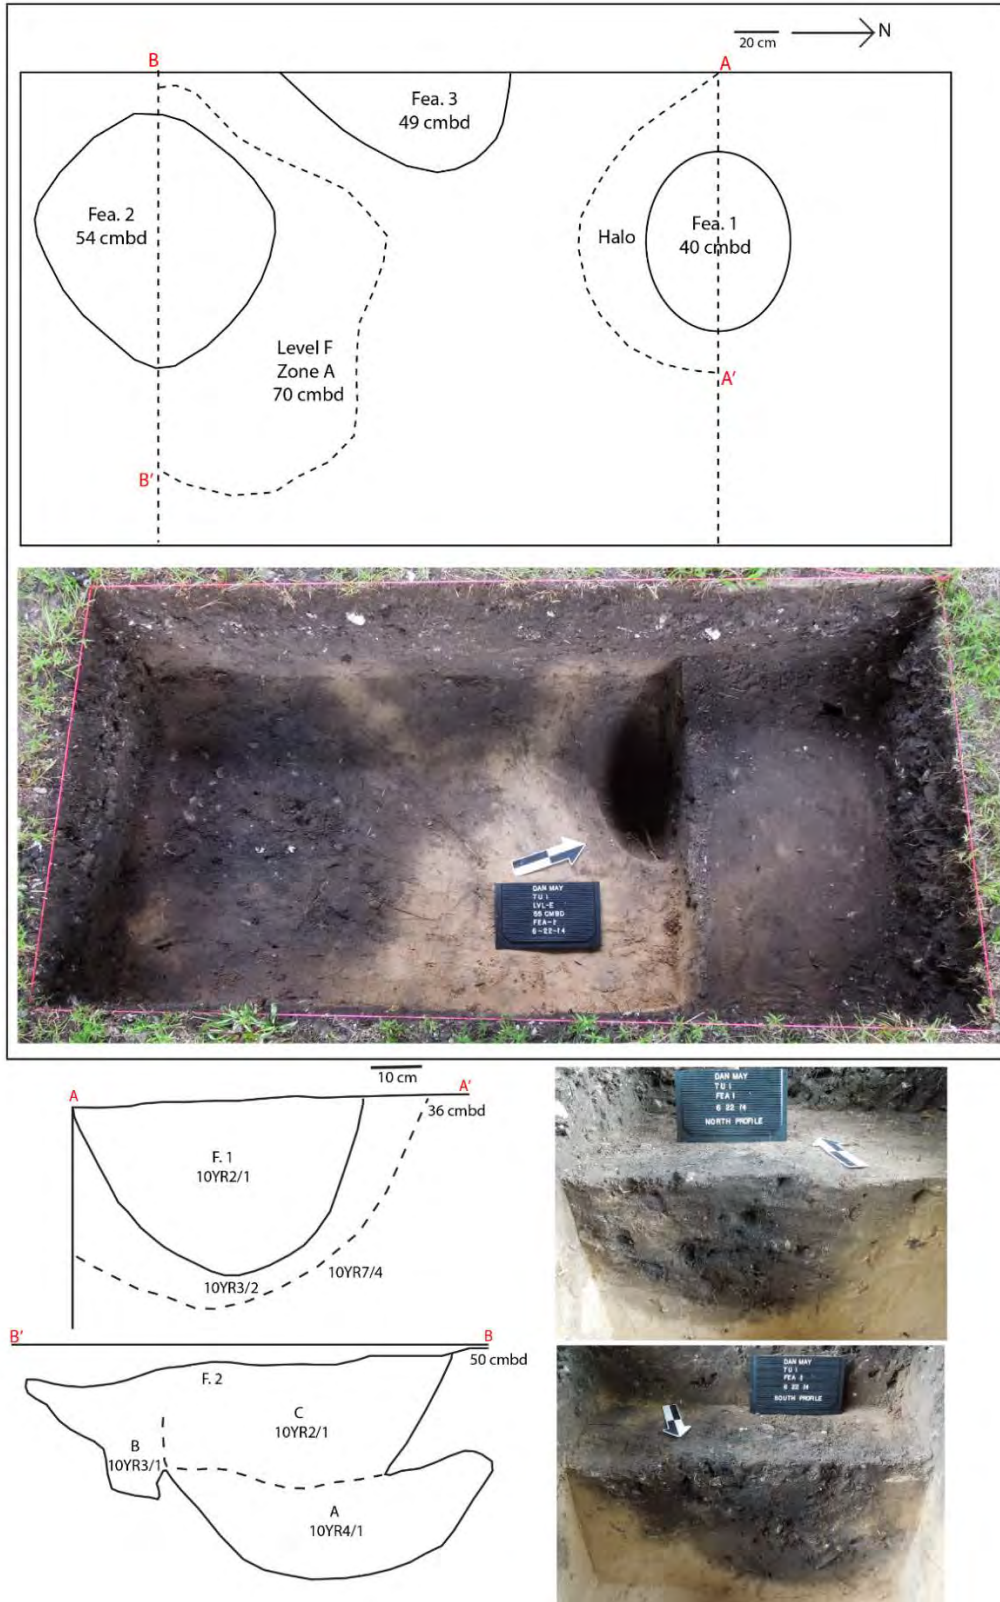 N
20 cm
B
A
Fea. 3
49 cmbd
Fea. 2
54 cmbd
Halo
Fea. 1
40 cmbd
Level F
Zone A
70 cmbd
A'
B'
DAN MAY
TU 1
LVL-E
55 CMBD
FEA-2
6-22-14
10 cm
A
A'
36 cmbd
F. 1
10YR2/1
10YR3/2
10YR7/4
DAN MAY
TU 1
FEA 1
6 22 14
NORTH PROFILE
B'
B
50 cmbd
F. 2
C
10YR2/1
B
10YR3/1
A
10YR4/1
DAN MAY
TU 1
FEA 2
6 22 14
SOUTH PROFILE